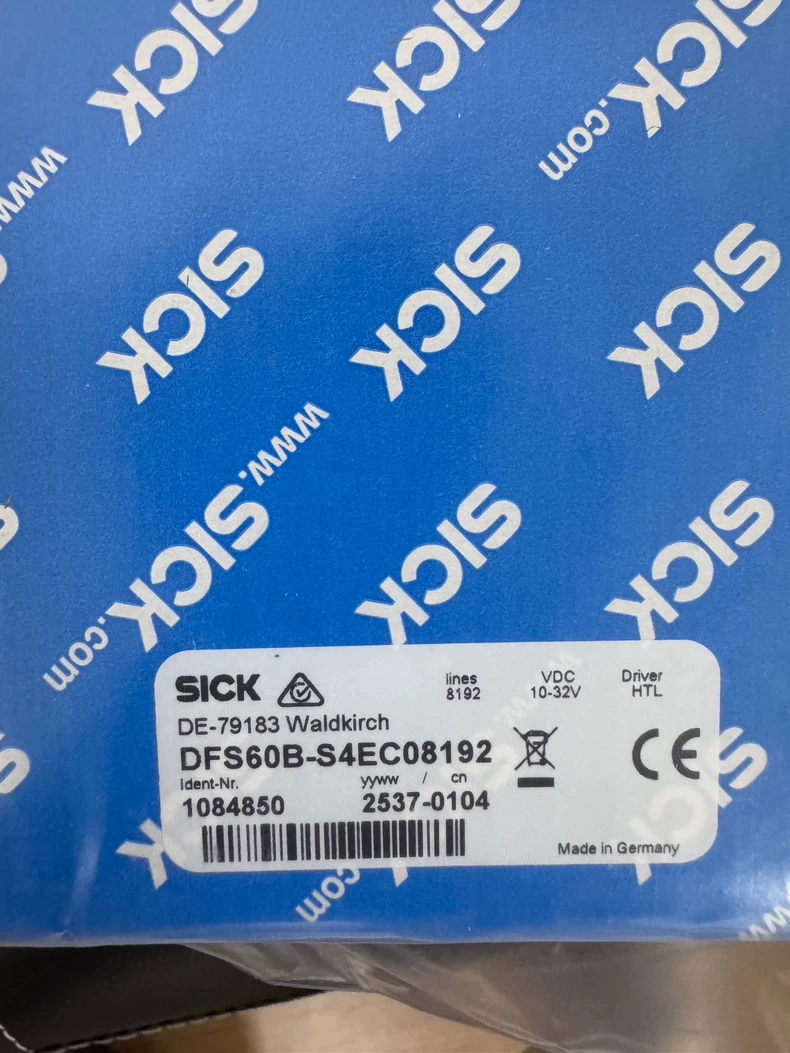 SICK
SICK
SICK
www.
.com
SICK
SICK
SICK
www.SICK.com
SICK
SICK
SICK
lines
8192
VDC
10-32V
Driver
HTL
DE-79183 Waldkirch
DFS60B-S4EC08192
Ident-Nr.
yyww / cn
1084850
2537-0104
Made in Germany
.com